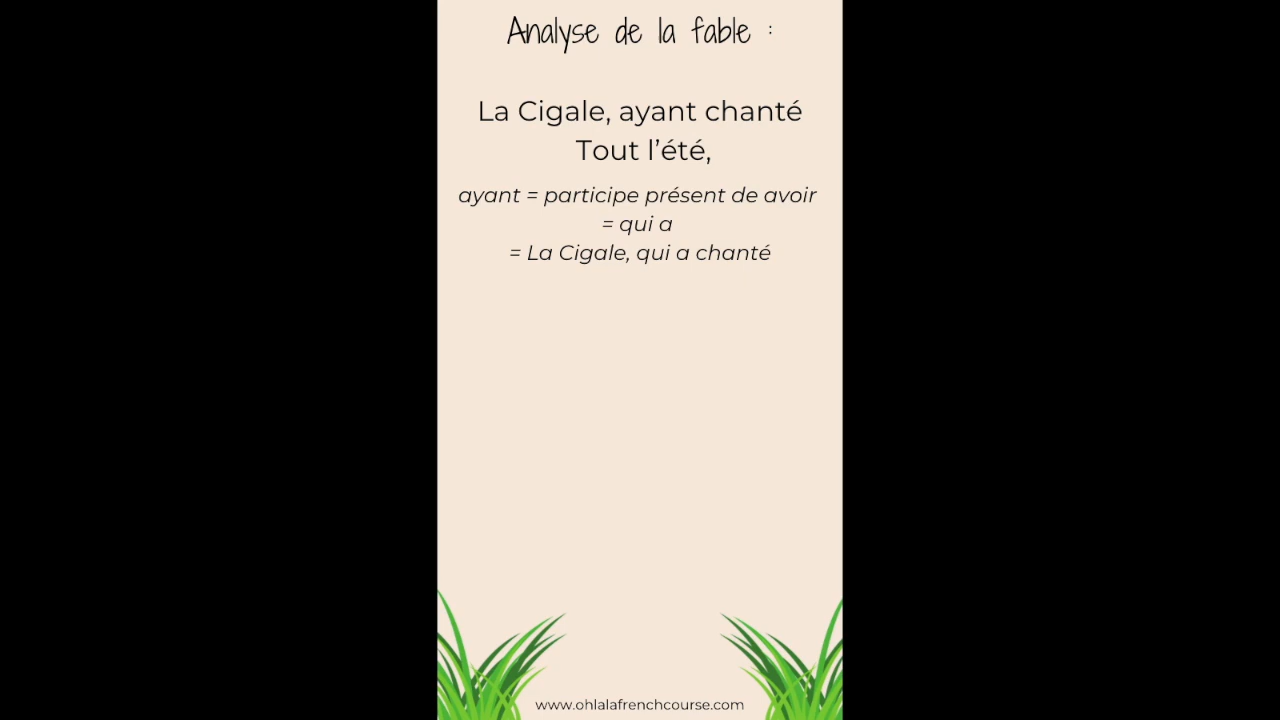 Analyse de la fable :
La Cigale, ayant chanté
Tout l’été,
ayant = participe présent de avoir
= qui a
= La Cigale, qui a chanté
www.ohlalafrenchcourse.com